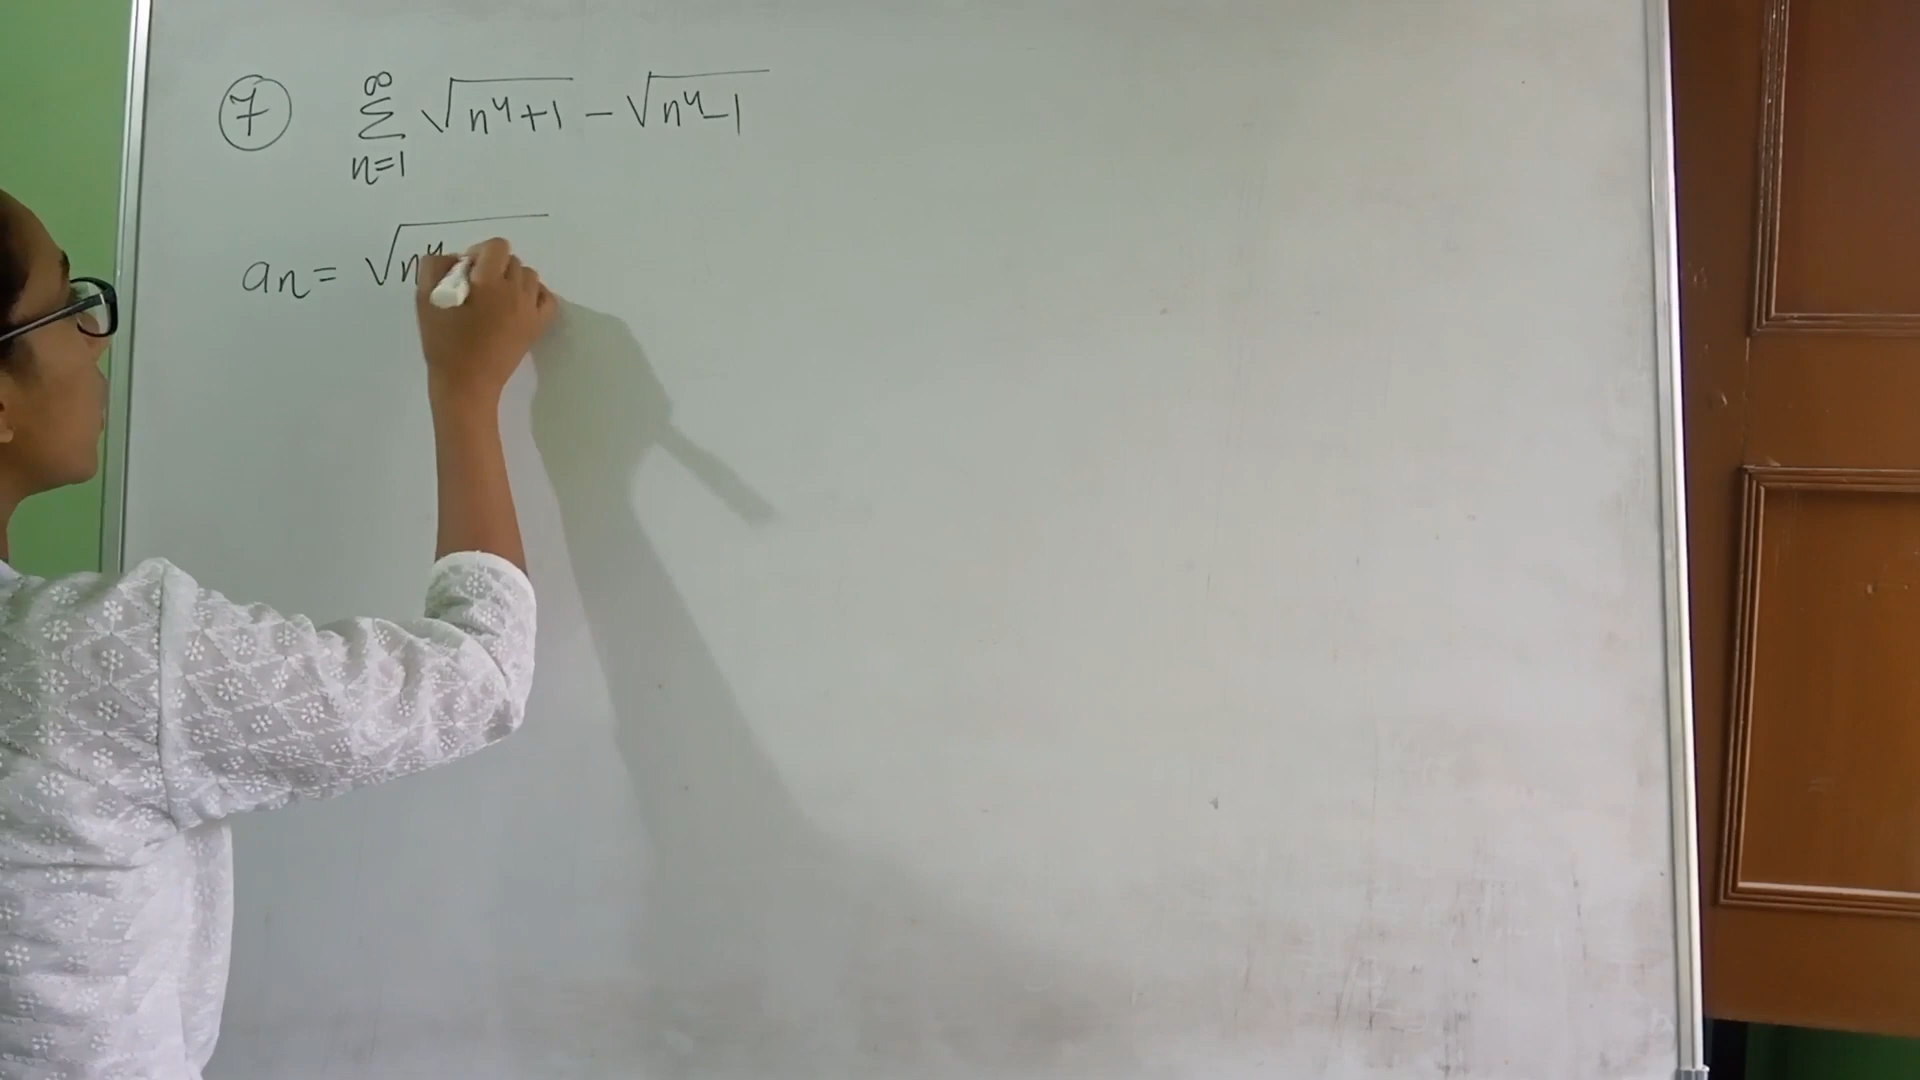 ⑦ ∞ ∑ n=1 √(n⁴+1) − √(n⁴−1)
an = √n⁴